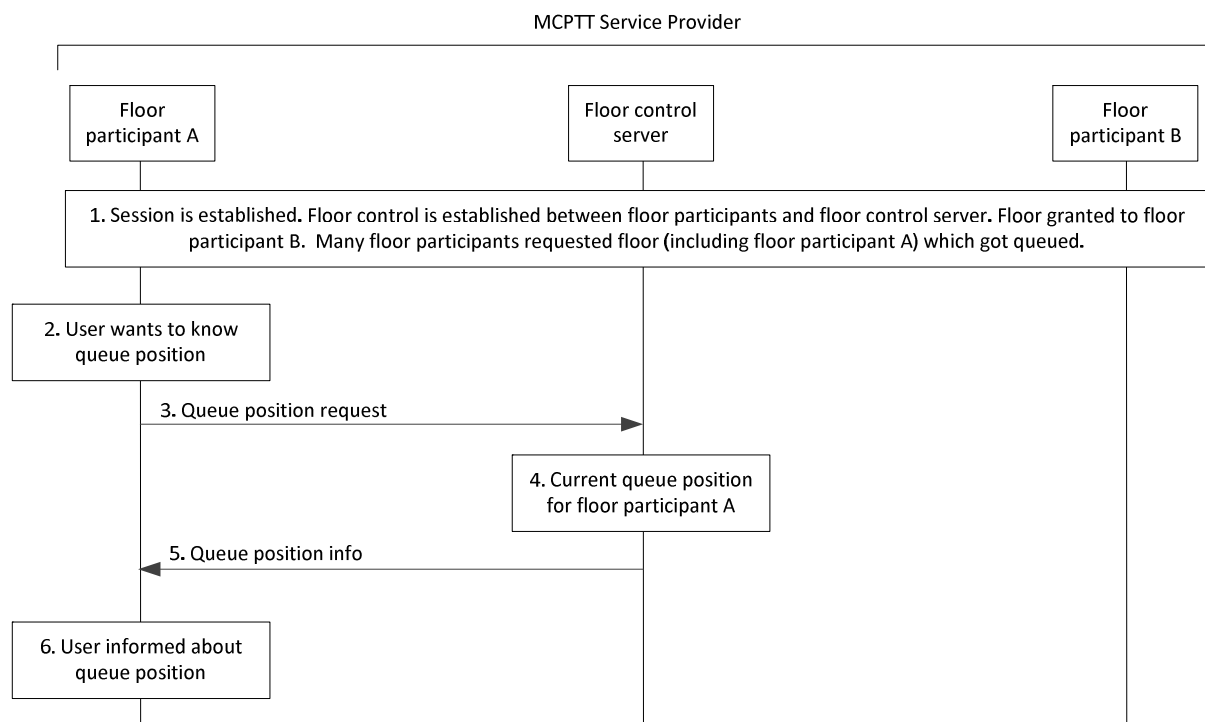 MCPTT Service Provider
Floor
participant A
Floor control
server
Floor
participant B
1. Session is established. Floor control is established between floor participants and floor control server. Floor granted to floor
participant B.  Many floor participants requested floor (including floor participant A) which got queued.
2. User wants to know
queue position
3. Queue position request
4. Current queue position
for floor participant A
5. Queue position info
6. User informed about
queue position